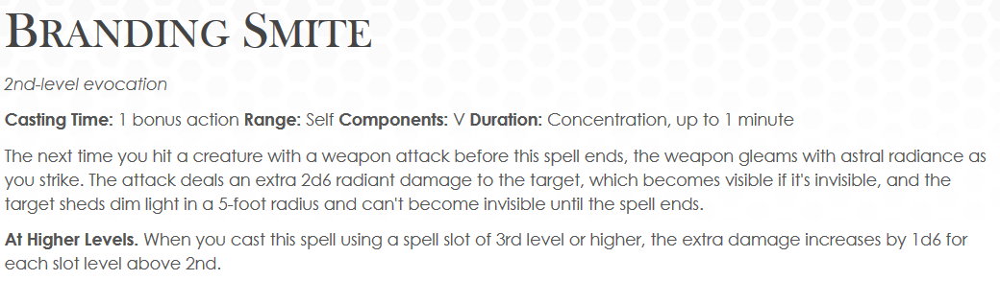 Branding Smite
2nd-level evocation
Casting Time: 1 bonus action Range: Self Components: V Duration: Concentration, up to 1 minute
The next time you hit a creature with a weapon attack before this spell ends, the weapon gleams with astral radiance as
you strike. The attack deals an extra 2d6 radiant damage to the target, which becomes visible if it's invisible, and the
target sheds dim light in a 5-foot radius and can't become invisible until the spell ends.
At Higher Levels. When you cast this spell using a spell slot of 3rd level or higher, the extra damage increases by 1d6 for
each slot level above 2nd.